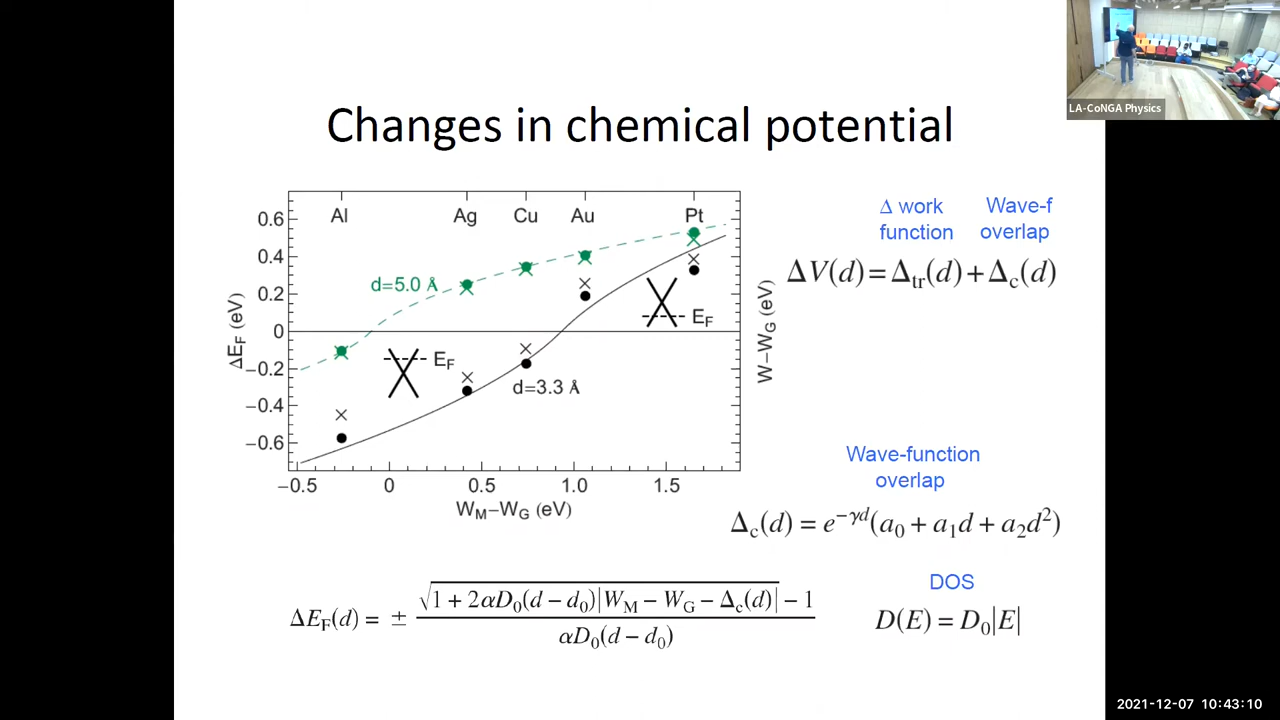 LA-CoNGA Physics
Changes in chemical potential
Al Ag Cu Au Pt
0.6
0.4
0.2
0
−0.2
−0.4
−0.6
ΔE_F (eV)
d=5.0 Å
E_F
E_F
d=3.3 Å
W−W_G (eV)
−0.5 0 0.5 1.0 1.5
W_M−W_G (eV)
Δ work
function
Wave-f
overlap
ΔV(d) = Δ_tr(d) + Δ_c(d)
Wave-function
overlap
Δ_c(d) = e^{−γd}(a_0 + a_1d + a_2d^2)
ΔE_F(d) = ± (√(1 + 2αD_0(d − d_0)|W_M − W_G − Δ_c(d)|) − 1) / (αD_0(d − d_0))
DOS
D(E) = D_0|E|
2021-12-07 10:43:10